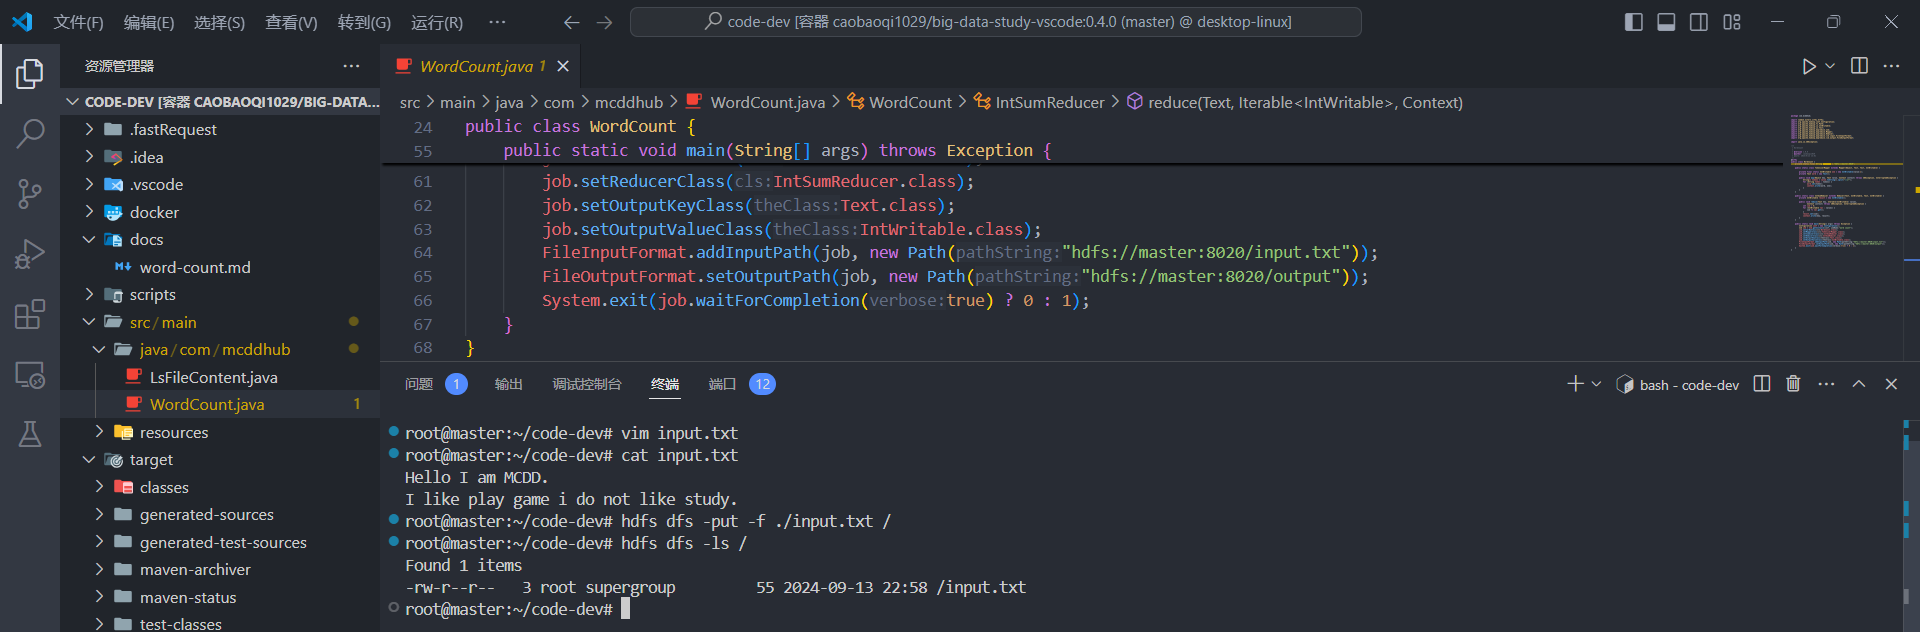 文件(F) 编辑(E) 选择(S) 查看(V) 转到(G) 运行(R) ··· code-dev [容器 caobaoqi1029/big-data-study-vscode:0.4.0 (master) @ desktop-linux]
资源管理器 ···
CODE-DEV [容器 CAOBAOQI1029/BIG-DATA...
.fastRequest
.idea
.vscode
docker
docs
word-count.md
scripts
src/main
java/com/mcddhub
LsFileContent.java
WordCount.java 1
resources
target
classes
generated-sources
generated-test-sources
maven-archiver
maven-status
test-classes
WordCount.java 1
src > main > java > com > mcddhub > WordCount.java > WordCount > IntSumReducer > reduce(Text, Iterable<IntWritable>, Context)
24 public class WordCount {
55 public static void main(String[] args) throws Exception {
61 job.setReducerClass(cls:IntSumReducer.class);
62 job.setOutputKeyClass(theClass:Text.class);
63 job.setOutputValueClass(theClass:IntWritable.class);
64 FileInputFormat.addInputPath(job, new Path(pathString:"hdfs://master:8020/input.txt"));
65 FileOutputFormat.setOutputPath(job, new Path(pathString:"hdfs://master:8020/output"));
66 System.exit(job.waitForCompletion(verbose:true) ? 0 : 1);
67 }
68 }
问题 1 输出 调试控制台 终端 端口 12 bash - code-dev
root@master:~/code-dev# vim input.txt
root@master:~/code-dev# cat input.txt
Hello I am MCDD.
I like play game i do not like study.
root@master:~/code-dev# hdfs dfs -put -f ./input.txt /
root@master:~/code-dev# hdfs dfs -ls /
Found 1 items
-rw-r--r--   3 root supergroup         55 2024-09-13 22:58 /input.txt
root@master:~/code-dev#